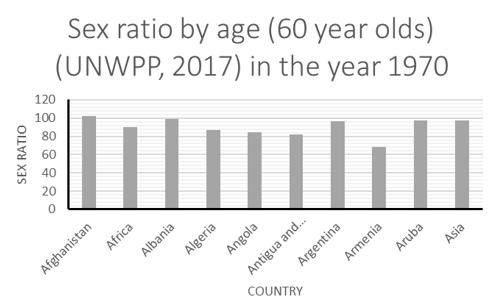 Sex ratio by age (60 year olds)
(UNWPP, 2017) in the year 1970
120
100
80
60
40
20
0
SEX RATIO
Afghanistan
Africa
Albania
Algeria
Angola
Antigua and...
Argentina
Armenia
Aruba
Asia
COUNTRY